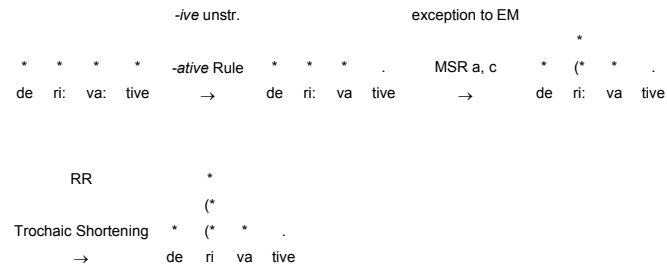 -ive unstr. exception to EM
*
* * * * -ative Rule * * * . MSR a, c * (* * .
de ri: va: tive → de ri: va tive → de ri: va tive
RR *
(*
Trochaic Shortening * (* * .
→ de ri va tive